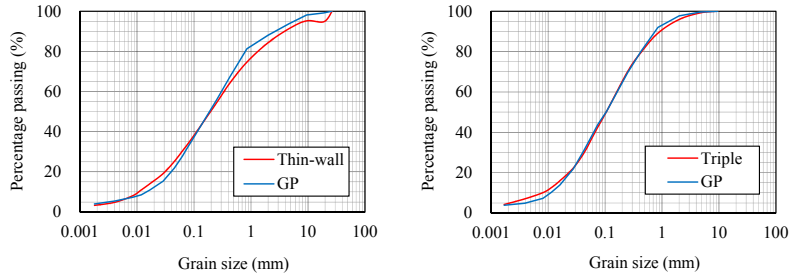 Percentage passing (%)
100
80
60
40
20
0
Thin-wall
GP
0.001 0.01 0.1 1 10 100
Grain size (mm)
Percentage passing (%)
100
80
60
40
20
0
Triple
GP
0.001 0.01 0.1 1 10 100
Grain size (mm)